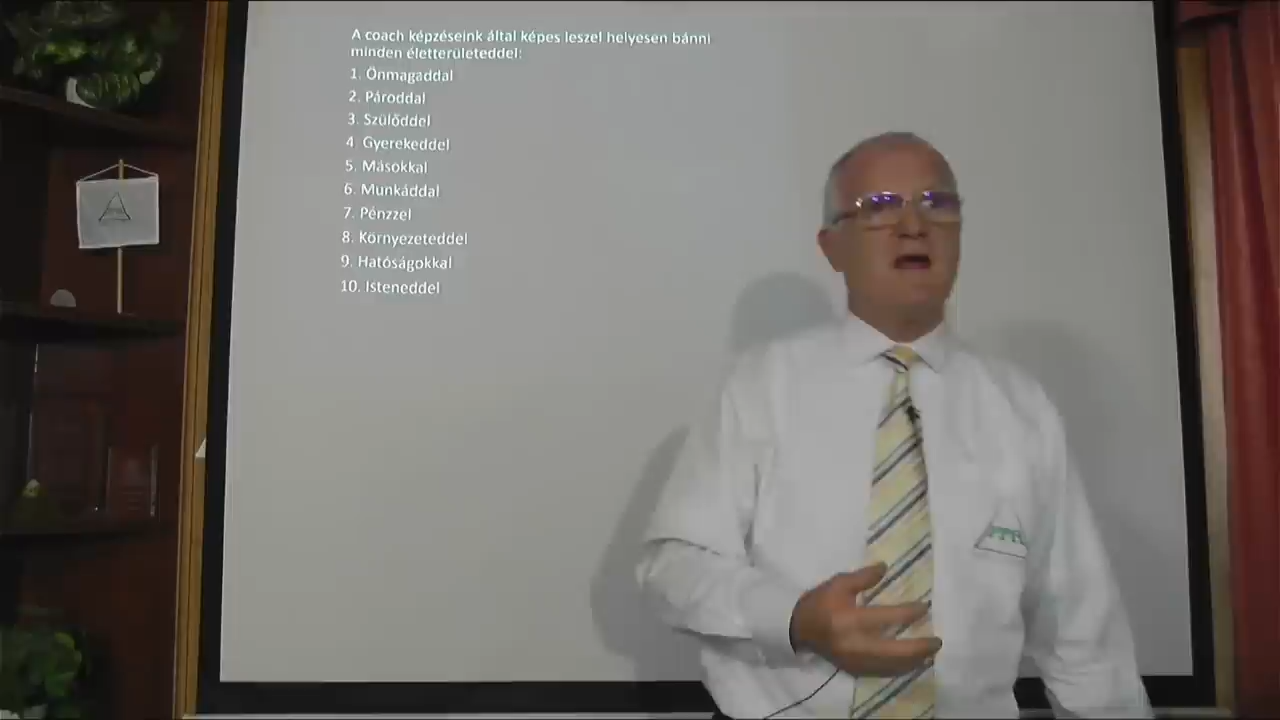 A coach képzéseink által képes leszel helyesen bánni
minden életterületeddel:
1. Önmagaddal
2. Pároddal
3. Szülőddel
4 Gyerekeddel
5. Másokkal
6. Munkáddal
7. Pénzzel
8. Környezeteddel
9. Hatóságokkal
10. Isteneddel